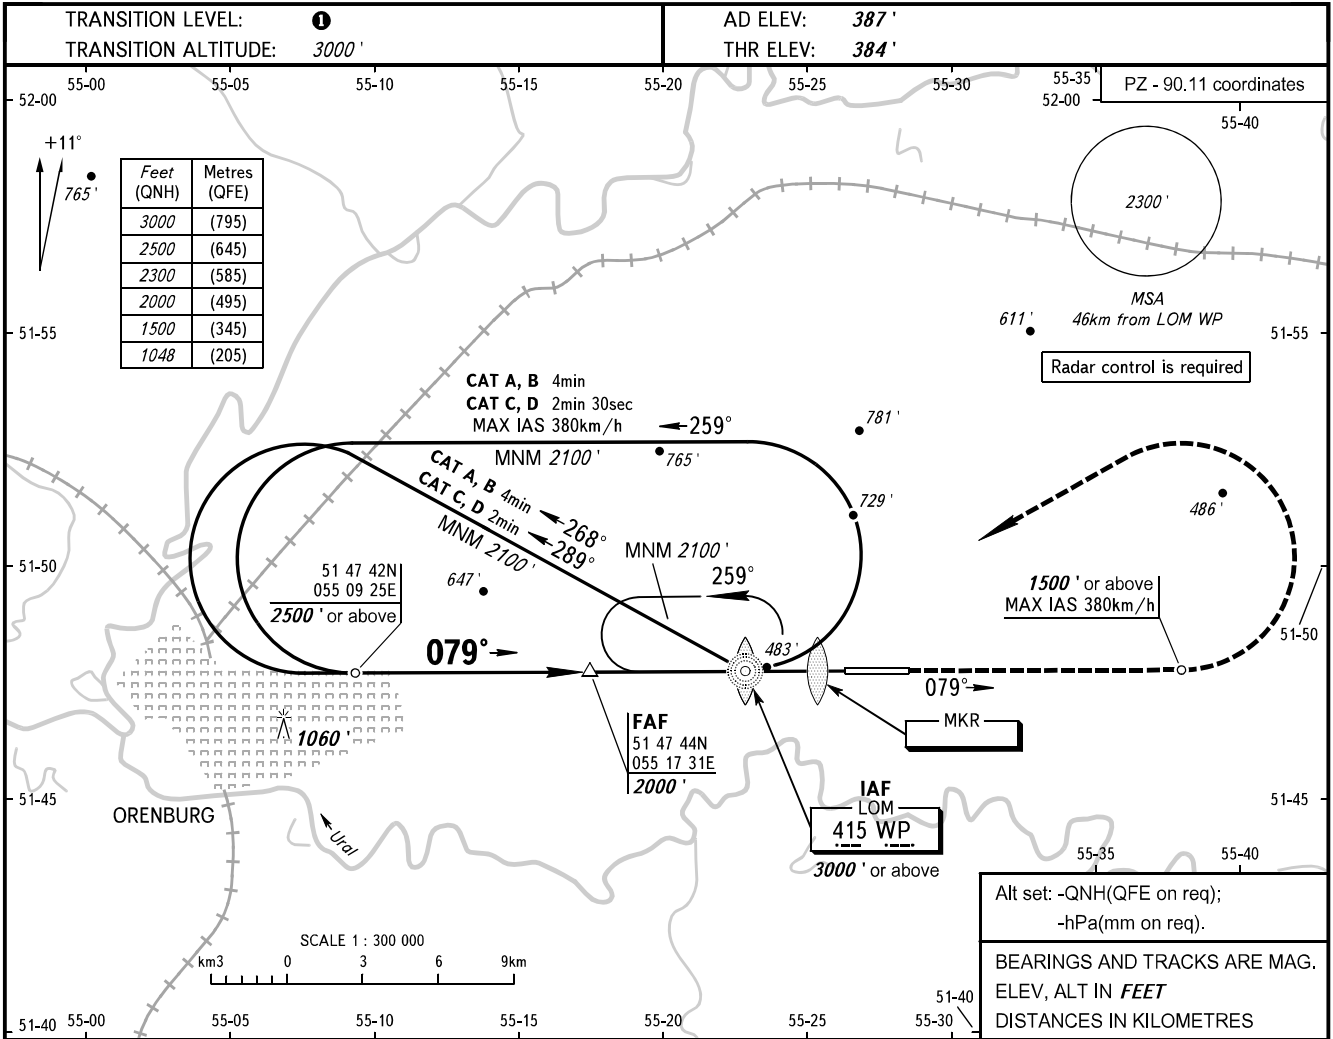 TRANSITION LEVEL: ❶
TRANSITION ALTITUDE: 3000 '
AD ELEV: 387 '
THR ELEV: 384 '
55-00 55-05 55-10 55-15 55-20 55-25 55-30 55-35
52-00
52-00
PZ - 90.11 coordinates
55-40
+11°
765 '
Feet (QNH) Metres (QFE)
3000 (795)
2500 (645)
2300 (585)
2000 (495)
1500 (345)
1048 (205)
2300 '
MSA
46km from LOM WP
Radar control is required
611 '
51-55
51-55
CAT A, B 4min
CAT C, D 2min 30sec
MAX IAS 380km/h
259°
MNM 2100 '
765 '
781 '
729 '
486 '
CAT A, B 4min 268°
CAT C, D 2min 289°
MNM 2100 '
MNM 2100 '
259°
51-50
51-50
51 47 42N
055 09 25E
2500 ' or above
647 '
1500 ' or above
MAX IAS 380km/h
079°
483 '
079°
MKR
1060 '
FAF
51 47 44N
055 17 31E
2000 '
IAF
LOM
415 WP
3000 ' or above
51-45
51-45
ORENBURG
Ural
55-35 55-40
SCALE 1 : 300 000
km3 0 3 6 9km
Alt set: -QNH(QFE on req);
-hPa(mm on req).
BEARINGS AND TRACKS ARE MAG.
ELEV, ALT IN FEET
DISTANCES IN KILOMETRES
51-40
51-40 55-00 55-05 55-10 55-15 55-20 55-25 55-30